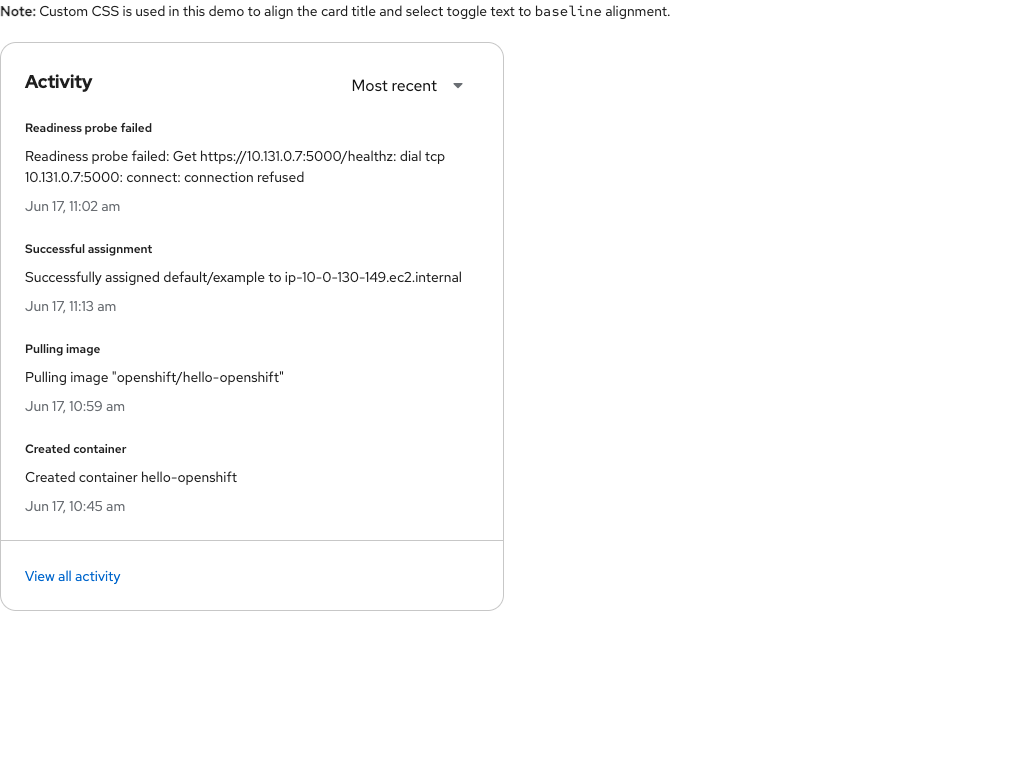 Note: Custom CSS is used in this demo to align the card title and select toggle text to baseline alignment.
Activity
Most recent
Readiness probe failed
Readiness probe failed: Get https://10.131.0.7:5000/healthz: dial tcp
10.131.0.7:5000: connect: connection refused
Jun 17, 11:02 am
Successful assignment
Successfully assigned default/example to ip-10-0-130-149.ec2.internal
Jun 17, 11:13 am
Pulling image
Pulling image "openshift/hello-openshift"
Jun 17, 10:59 am
Created container
Created container hello-openshift
Jun 17, 10:45 am
View all activity